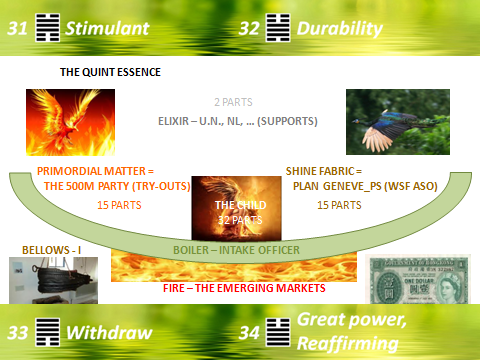 31 Stimulant
32 Durability
THE QUINT ESSENCE
2 PARTS
ELIXIR – U.N., NL, ... (SUPPORTS)
PRIMORDIAL MATTER =
THE 500M PARTY (TRY-OUTS)
15 PARTS
SHINE FABRIC =
PLAN GENEVE_PS (WSF ASO)
15 PARTS
THE CHILD
32 PARTS
BELLOWS - I
BOILER – INTAKE OFFICER
FIRE – THE EMERGING MARKETS
ONE DOLLAR
33 Withdraw
34 Great power,
Reaffirming